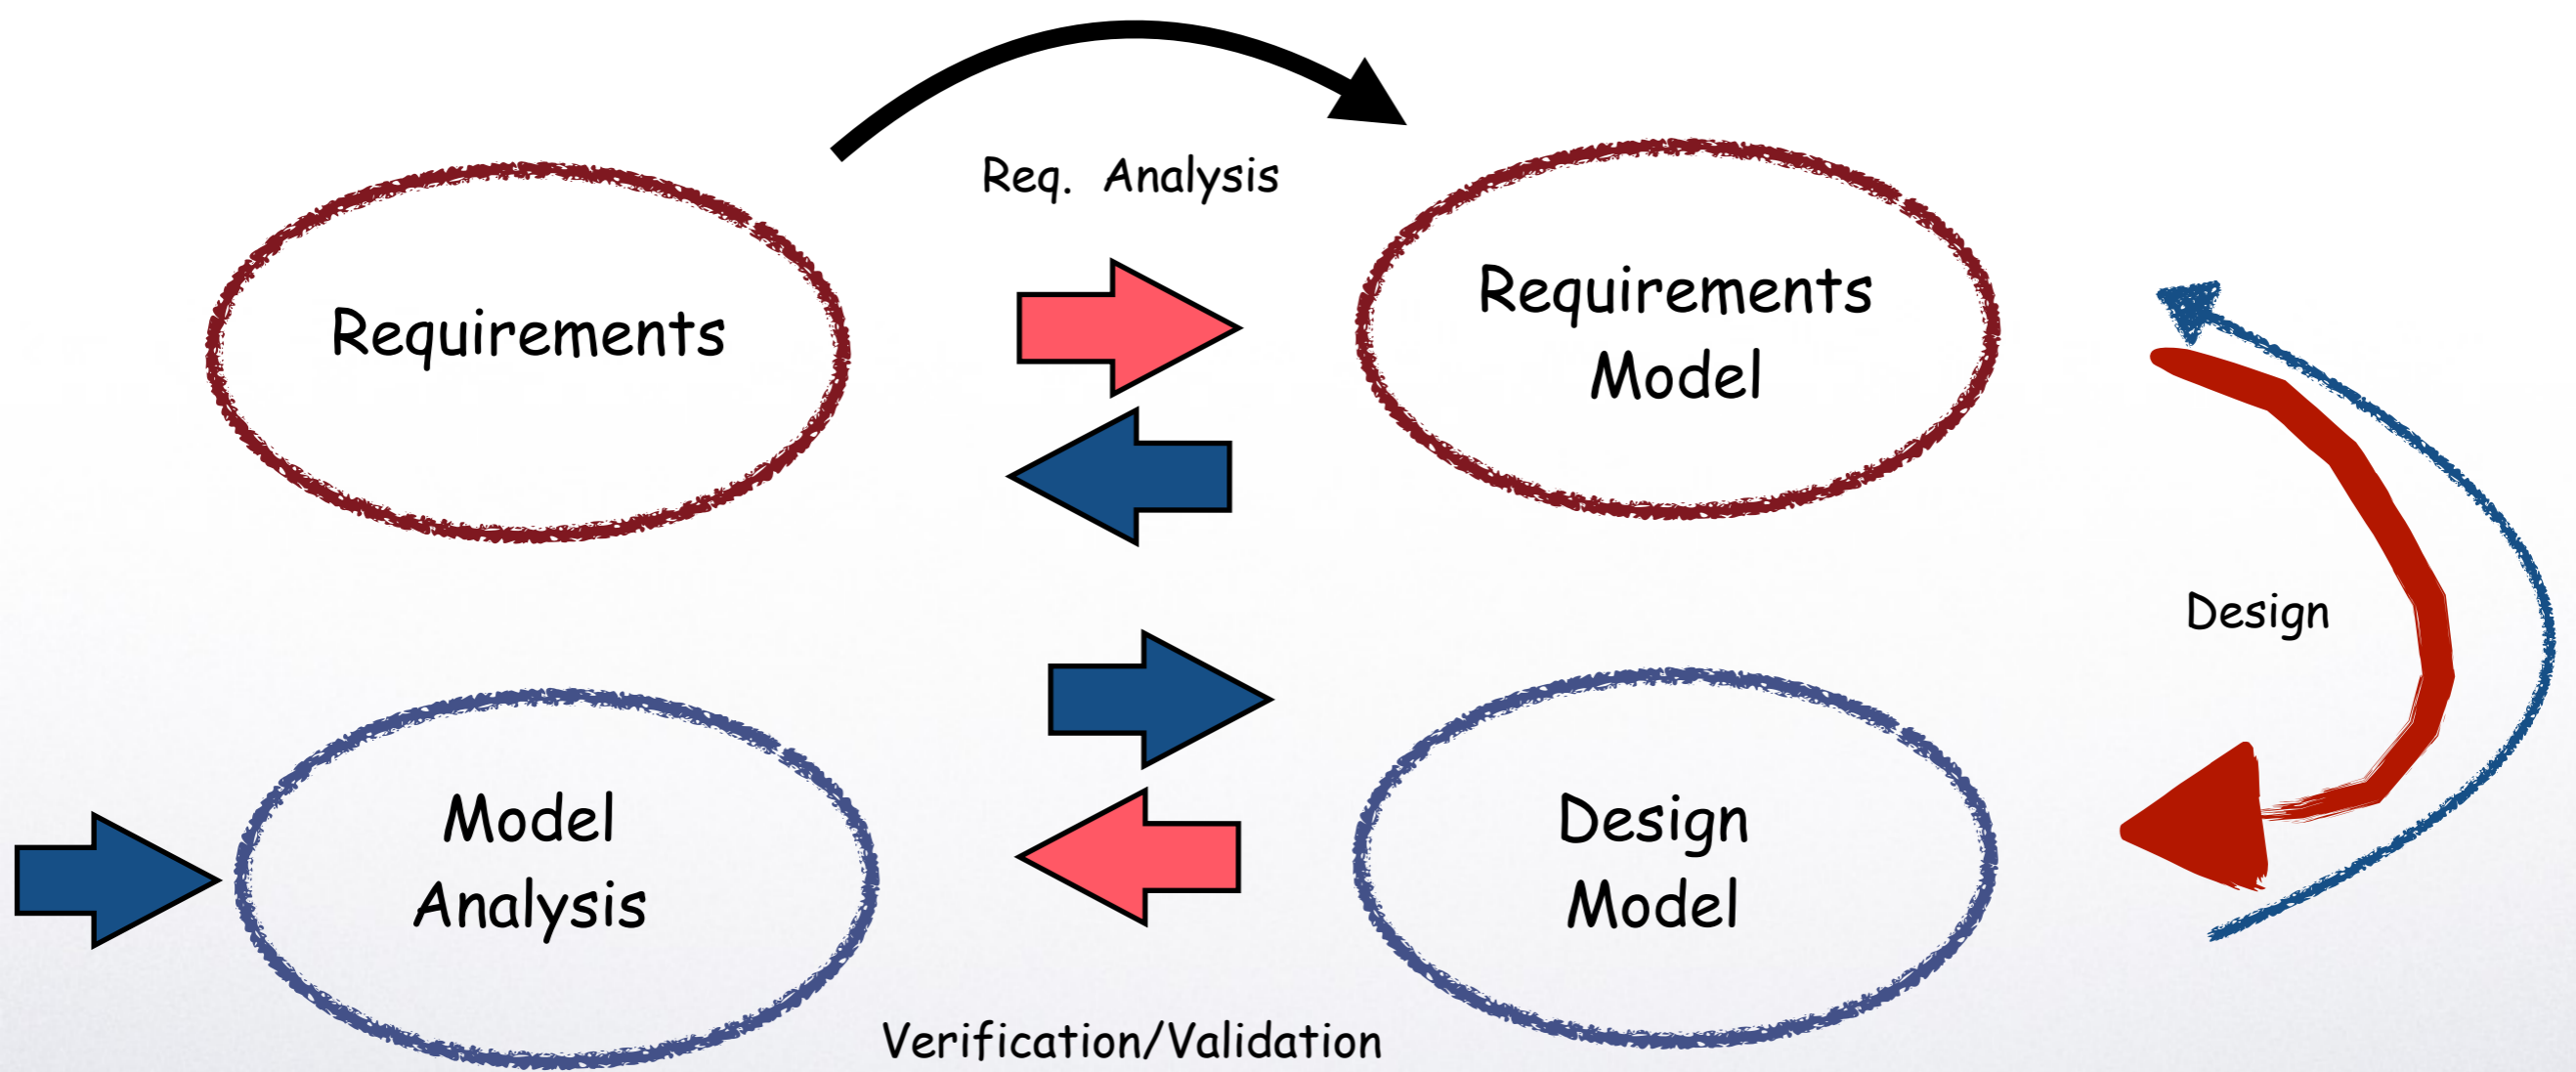 Req. Analysis
Requirements
Requirements
Model
Design
Model
Analysis
Design
Model
Verification/Validation